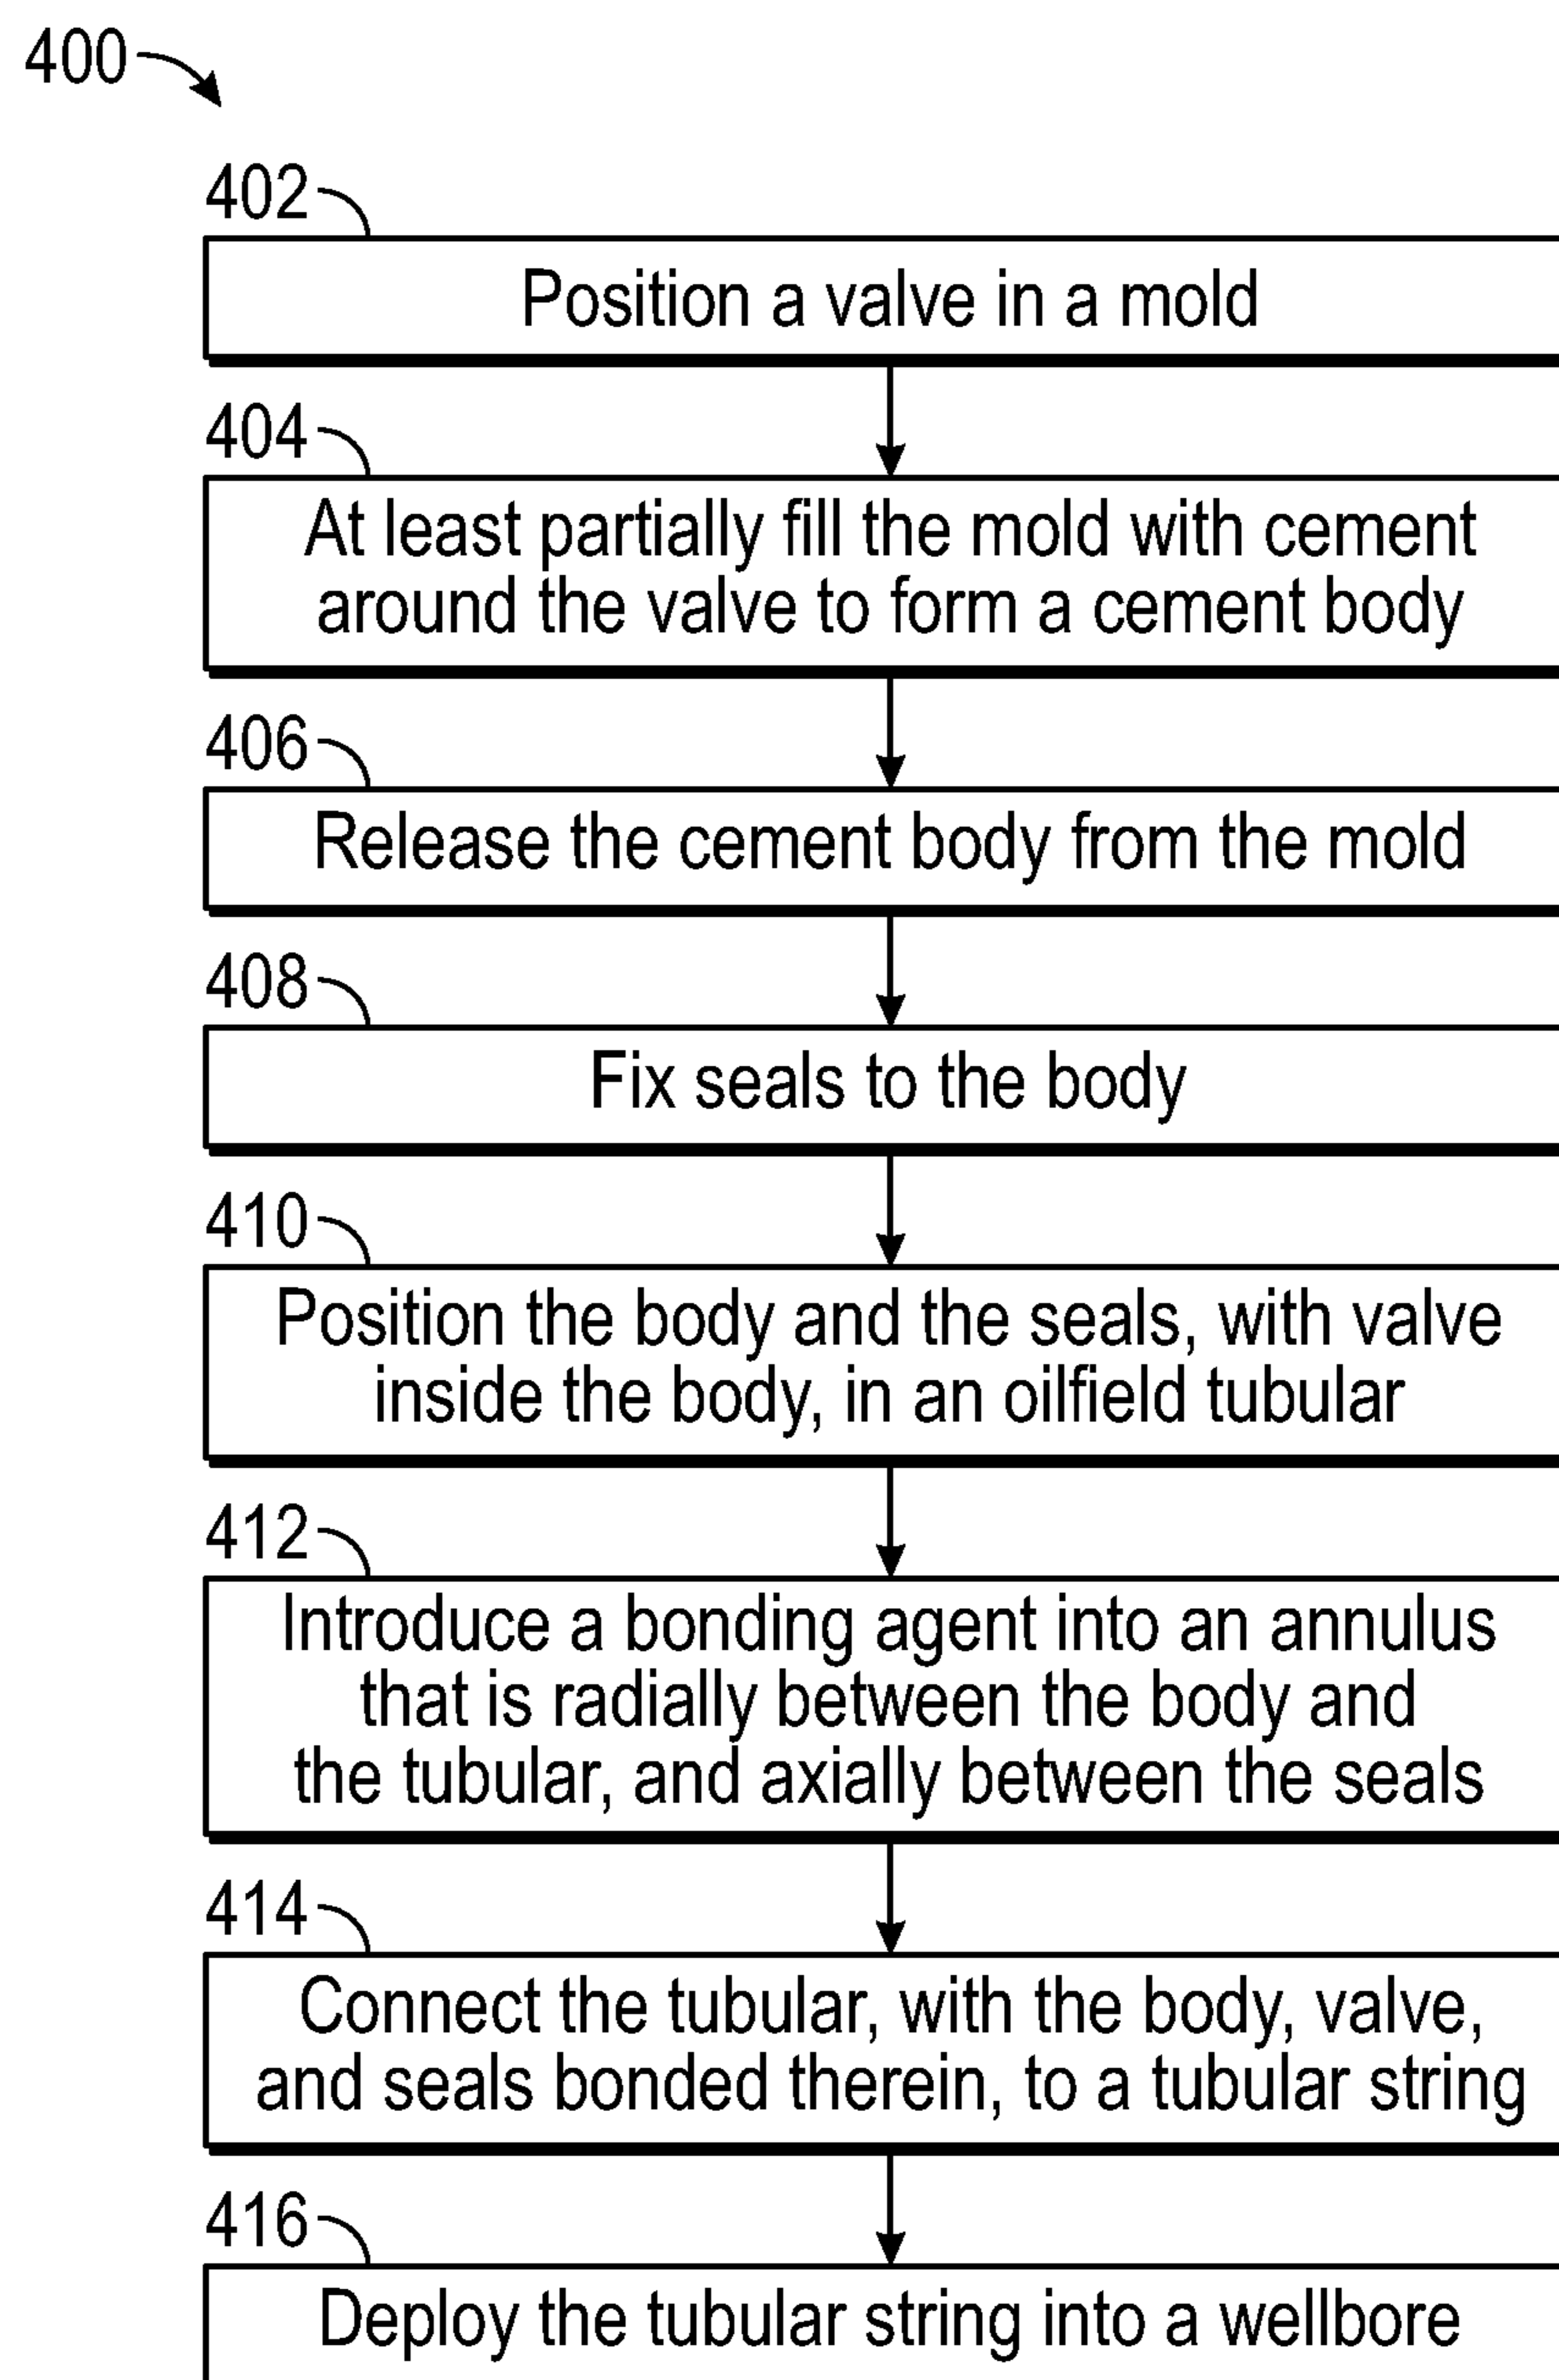 400
402
Position a valve in a mold
404
At least partially fill the mold with cement
around the valve to form a cement body
406
Release the cement body from the mold
408
Fix seals to the body
410
Position the body and the seals, with valve
inside the body, in an oilfield tubular
412
Introduce a bonding agent into an annulus
that is radially between the body and
the tubular, and axially between the seals
414
Connect the tubular, with the body, valve,
and seals bonded therein, to a tubular string
416
Deploy the tubular string into a wellbore